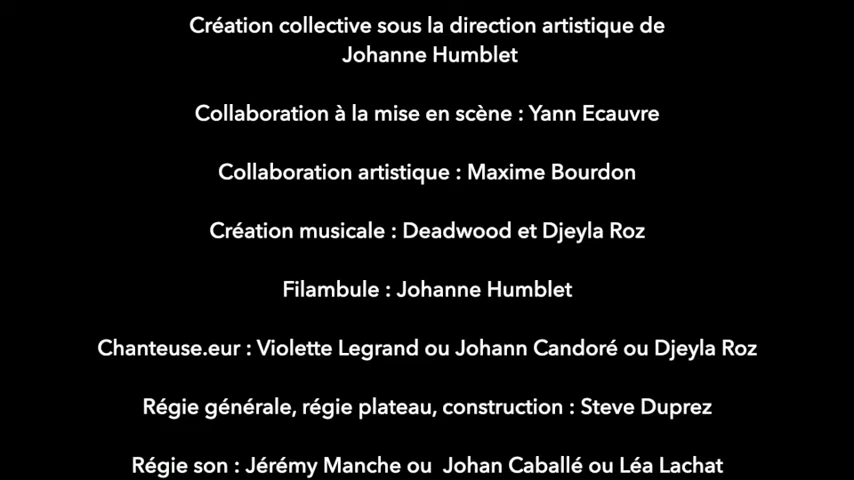 Création collective sous la direction artistique de
Johanne Humblet
Collaboration à la mise en scène : Yann Ecauvre
Collaboration artistique : Maxime Bourdon
Création musicale : Deadwood et Djeyla Roz
Filambule : Johanne Humblet
Chanteuse.eur : Violette Legrand ou Johann Candoré ou Djeyla Roz
Régie générale, régie plateau, construction : Steve Duprez
Régie son : Jérémy Manche ou  Johan Caballé ou Léa Lachat